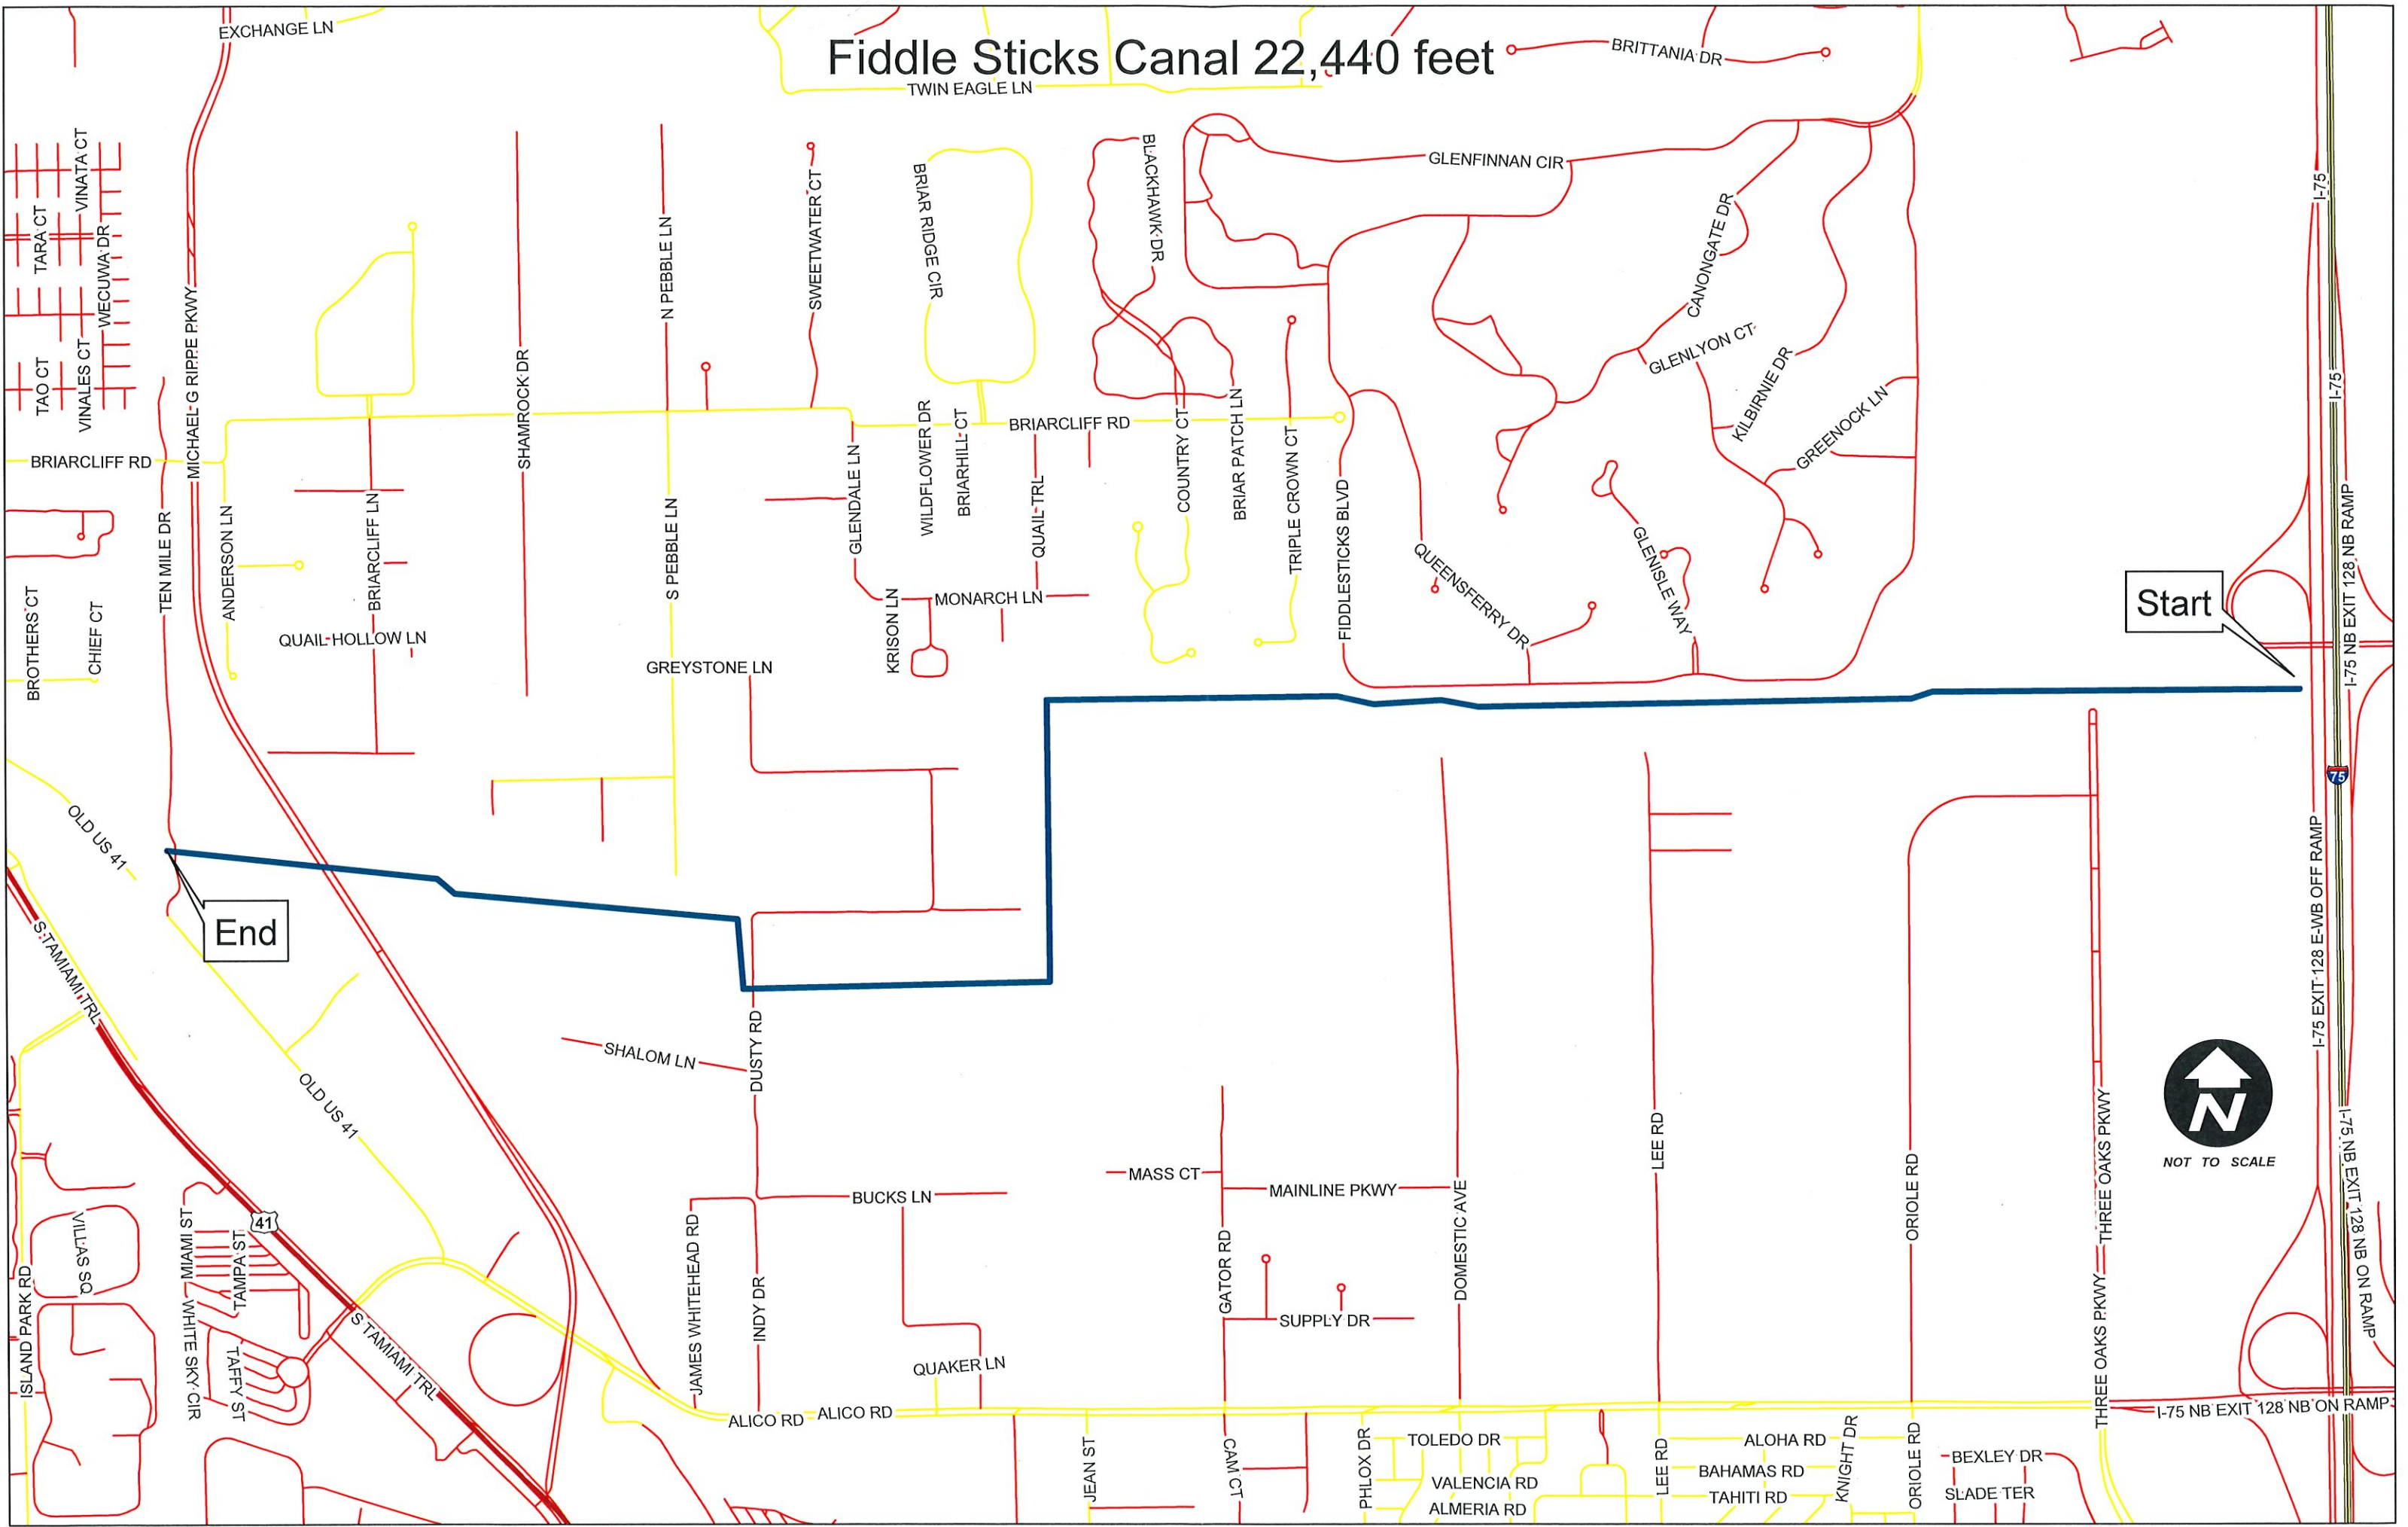 EXCHANGE LN
Fiddle Sticks Canal 22,440 feet
BRITTANIA DR
TWIN EAGLE LN
VINATA CT
TARA CT
WECUWA DR
TAO CT
VINALES CT
MICHAEL G RIPPE PKWY
SHAMROCK DR
N PEBBLE LN
SWEETWATER CT
BRIAR RIDGE CIR
BLACKHAWK DR
GLENFINNAN CIR
CANONGATE DR
GLENLYON CT
KILBIRNIE DR
GREENOCK LN
I-75
I-75
BRIARCLIFF RD
BRIARCLIFF RD
TEN MILE DR
ANDERSON LN
BRIARCLIFF LN
S PEBBLE LN
GLENDALE LN
WILDFLOWER DR
BRIARHILL CT
QUAIL TRL
COUNTRY CT
BRIAR PATCH LN
TRIPLE CROWN CT
FIDDLESTICKS BLVD
QUEENSFERRY DR
GLENISLE WAY
I-75 NB EXIT 128 NB RAMP
Start
BROTHERS CT
CHIEF CT
QUAIL HOLLOW LN
GREYSTONE LN
KRISON LN
MONARCH LN
75
OLD US 41
End
S TAMIAMI TRL
I-75 EXIT 128 E-WB OFF RAMP
SHALOM LN
DUSTY RD
OLD US 41
N
NOT TO SCALE
MASS CT
MAINLINE PKWY
BUCKS LN
LEE RD
ORIOLE RD
THREE OAKS PKWY
I-75 NB EXIT 128 NB ON RAMP
41
VILLAS SQ
MIAMI ST
TAMPA ST
ISLAND PARK RD
WHITE SKY CIR
TAFFY ST
S TAMIAMI TRL
JAMES WHITEHEAD RD
INDY DR
GATOR RD
DOMESTIC AVE
SUPPLY DR
QUAKER LN
THREE OAKS PKWY
ALICO RD
ALICO RD
I-75 NB EXIT 128 NB ON RAMP
JEAN ST
CAM CT
PHLOX DR
TOLEDO DR
VALENCIA RD
ALMERIA RD
LEE RD
ALOHA RD
BAHAMAS RD
TAHITI RD
KNIGHT DR
ORIOLE RD
BEXLEY DR
SLADE TER